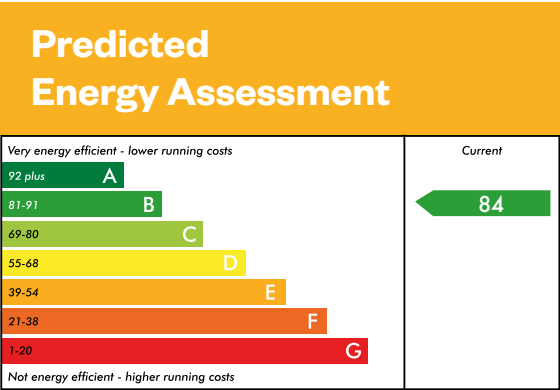 Predicted
Energy Assessment
Very energy efficient - lower running costs
Current
92 plus A
81-91 B
84
69-80 C
55-68 D
39-54 E
21-38 F
1-20 G
Not energy efficient - higher running costs